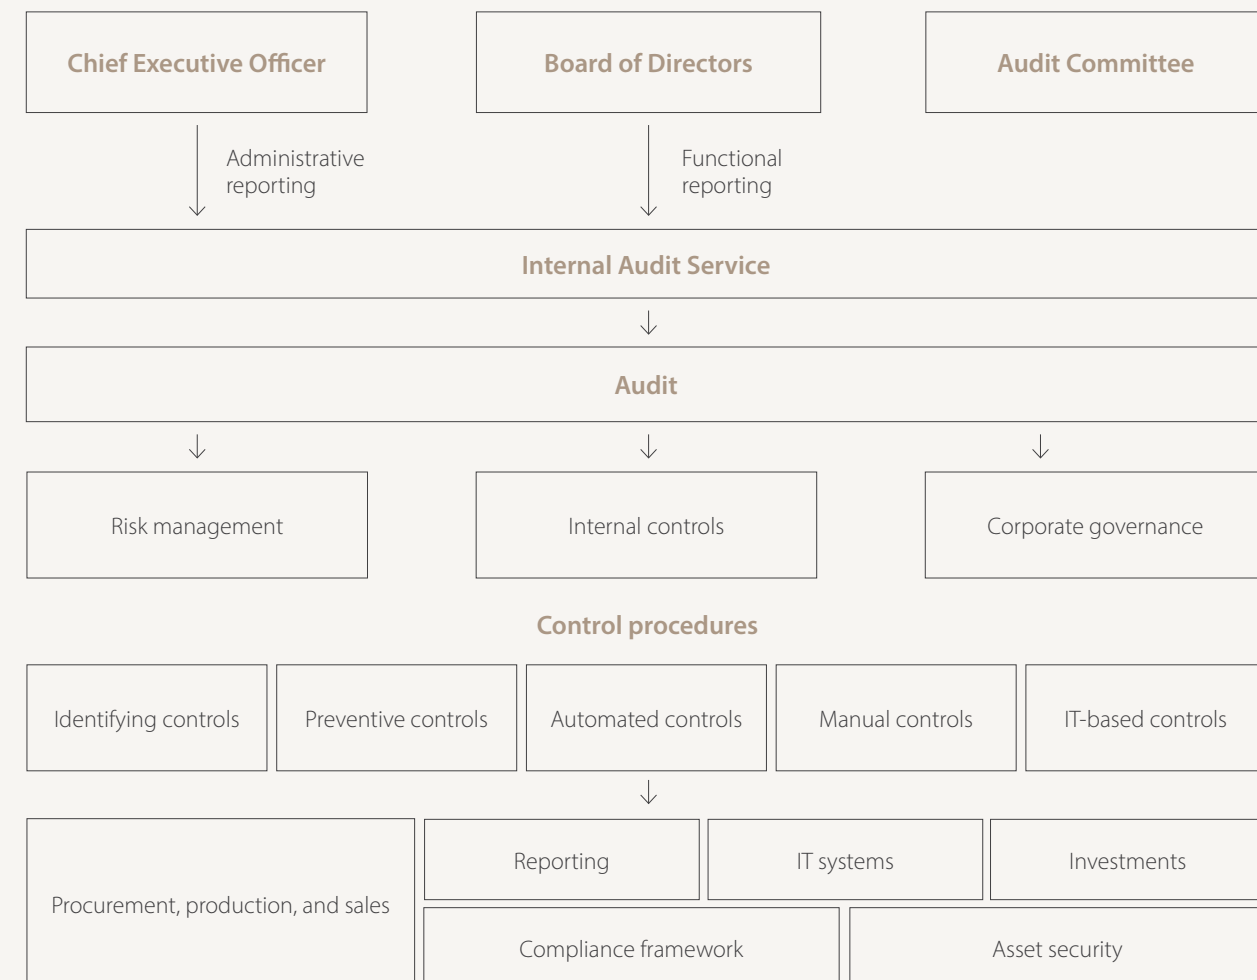 Chief Executive Officer
Board of Directors
Audit Committee
Administrative
reporting
Functional
reporting
Internal Audit Service
Audit
Risk management
Internal controls
Corporate governance
Control procedures
Identifying controls
Preventive controls
Automated controls
Manual controls
IT-based controls
Procurement, production, and sales
Reporting
IT systems
Investments
Compliance framework
Asset security